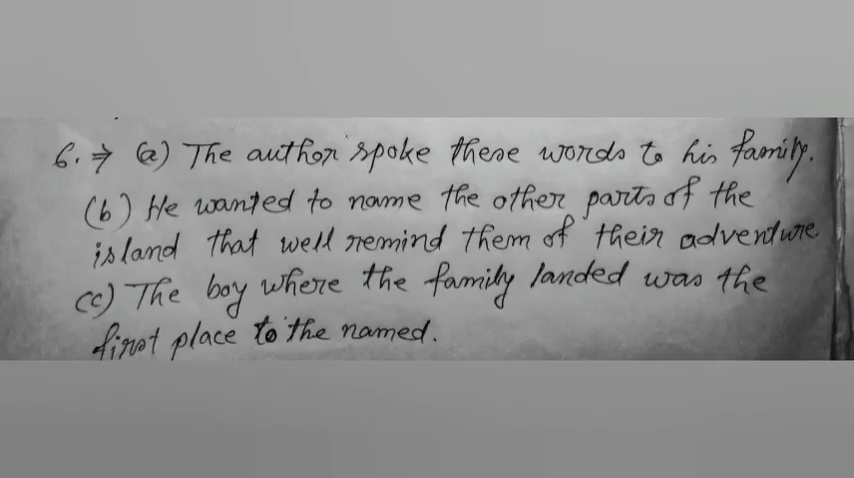 6. ⇒ (a) The author spoke these words to his family.
(b) He wanted to name the other parts of the
island that well remind them of their adventure.
(c) The boy where the family landed was the
first place to the named.